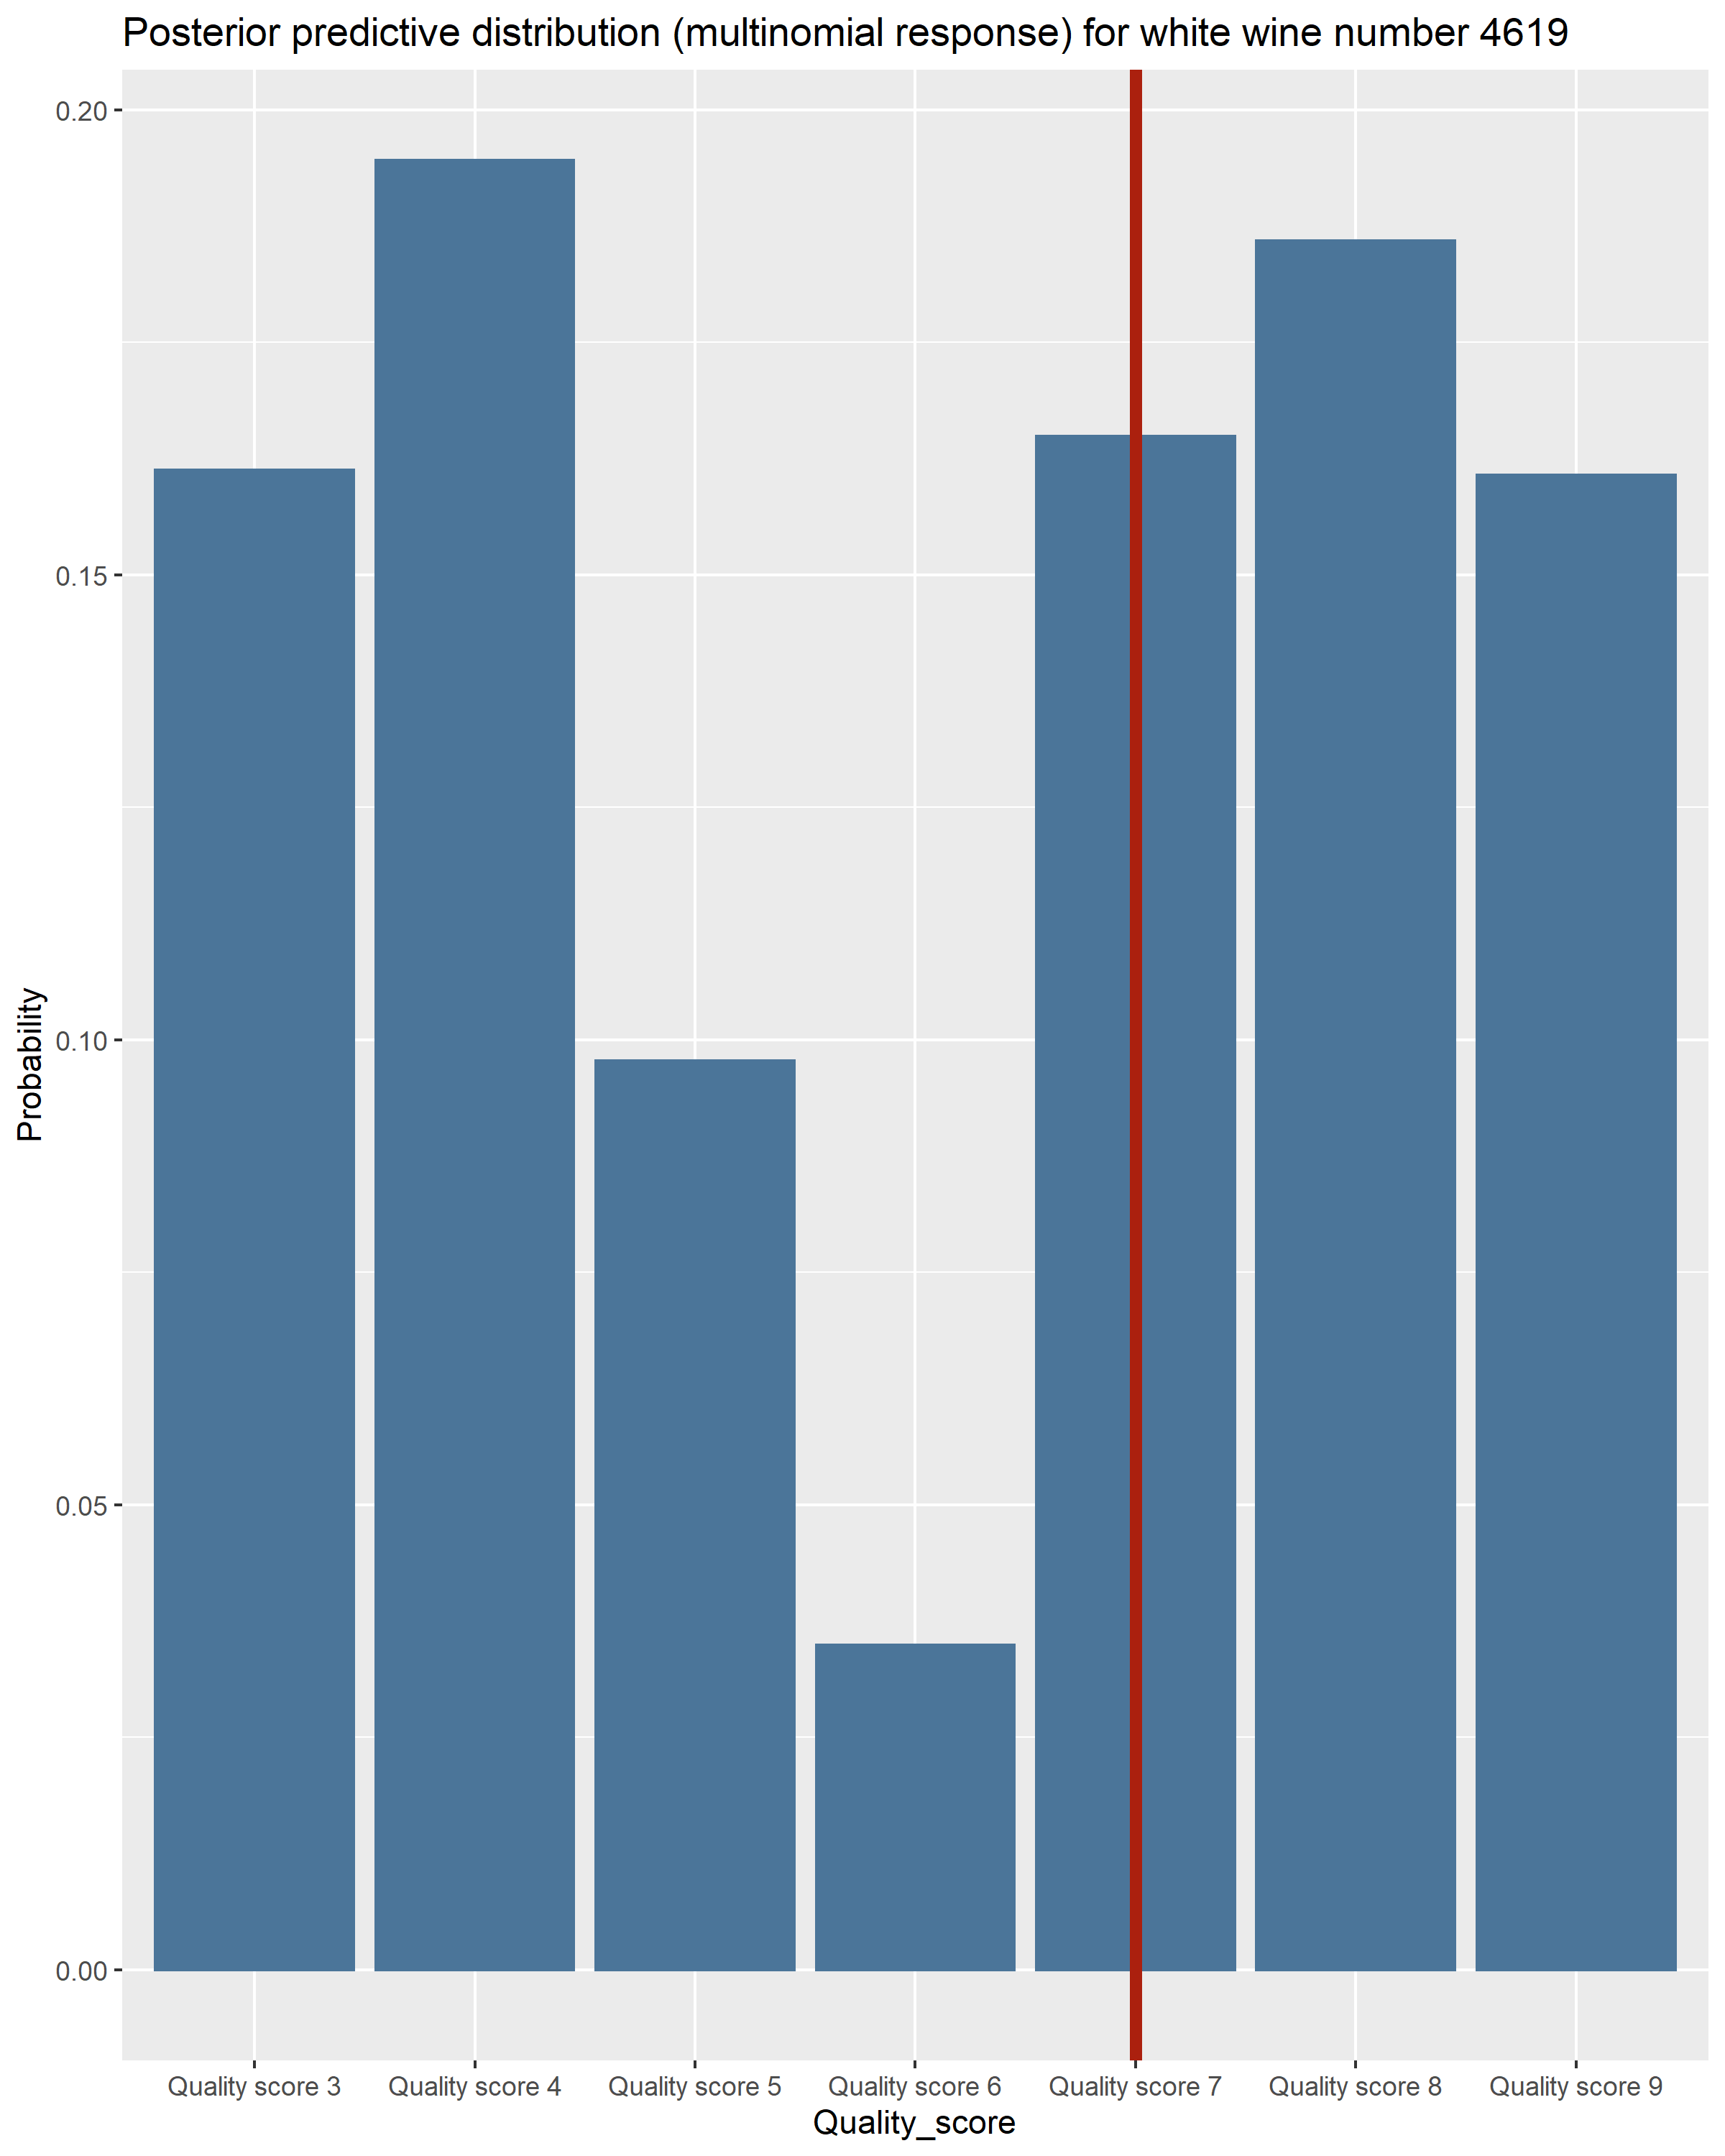 Posterior predictive distribution (multinomial response) for white wine number 4619
0.20
0.15
0.10
0.05
0.00
Probability
Quality score 3 Quality score 4 Quality score 5 Quality score 6 Quality score 7 Quality score 8 Quality score 9
Quality_score